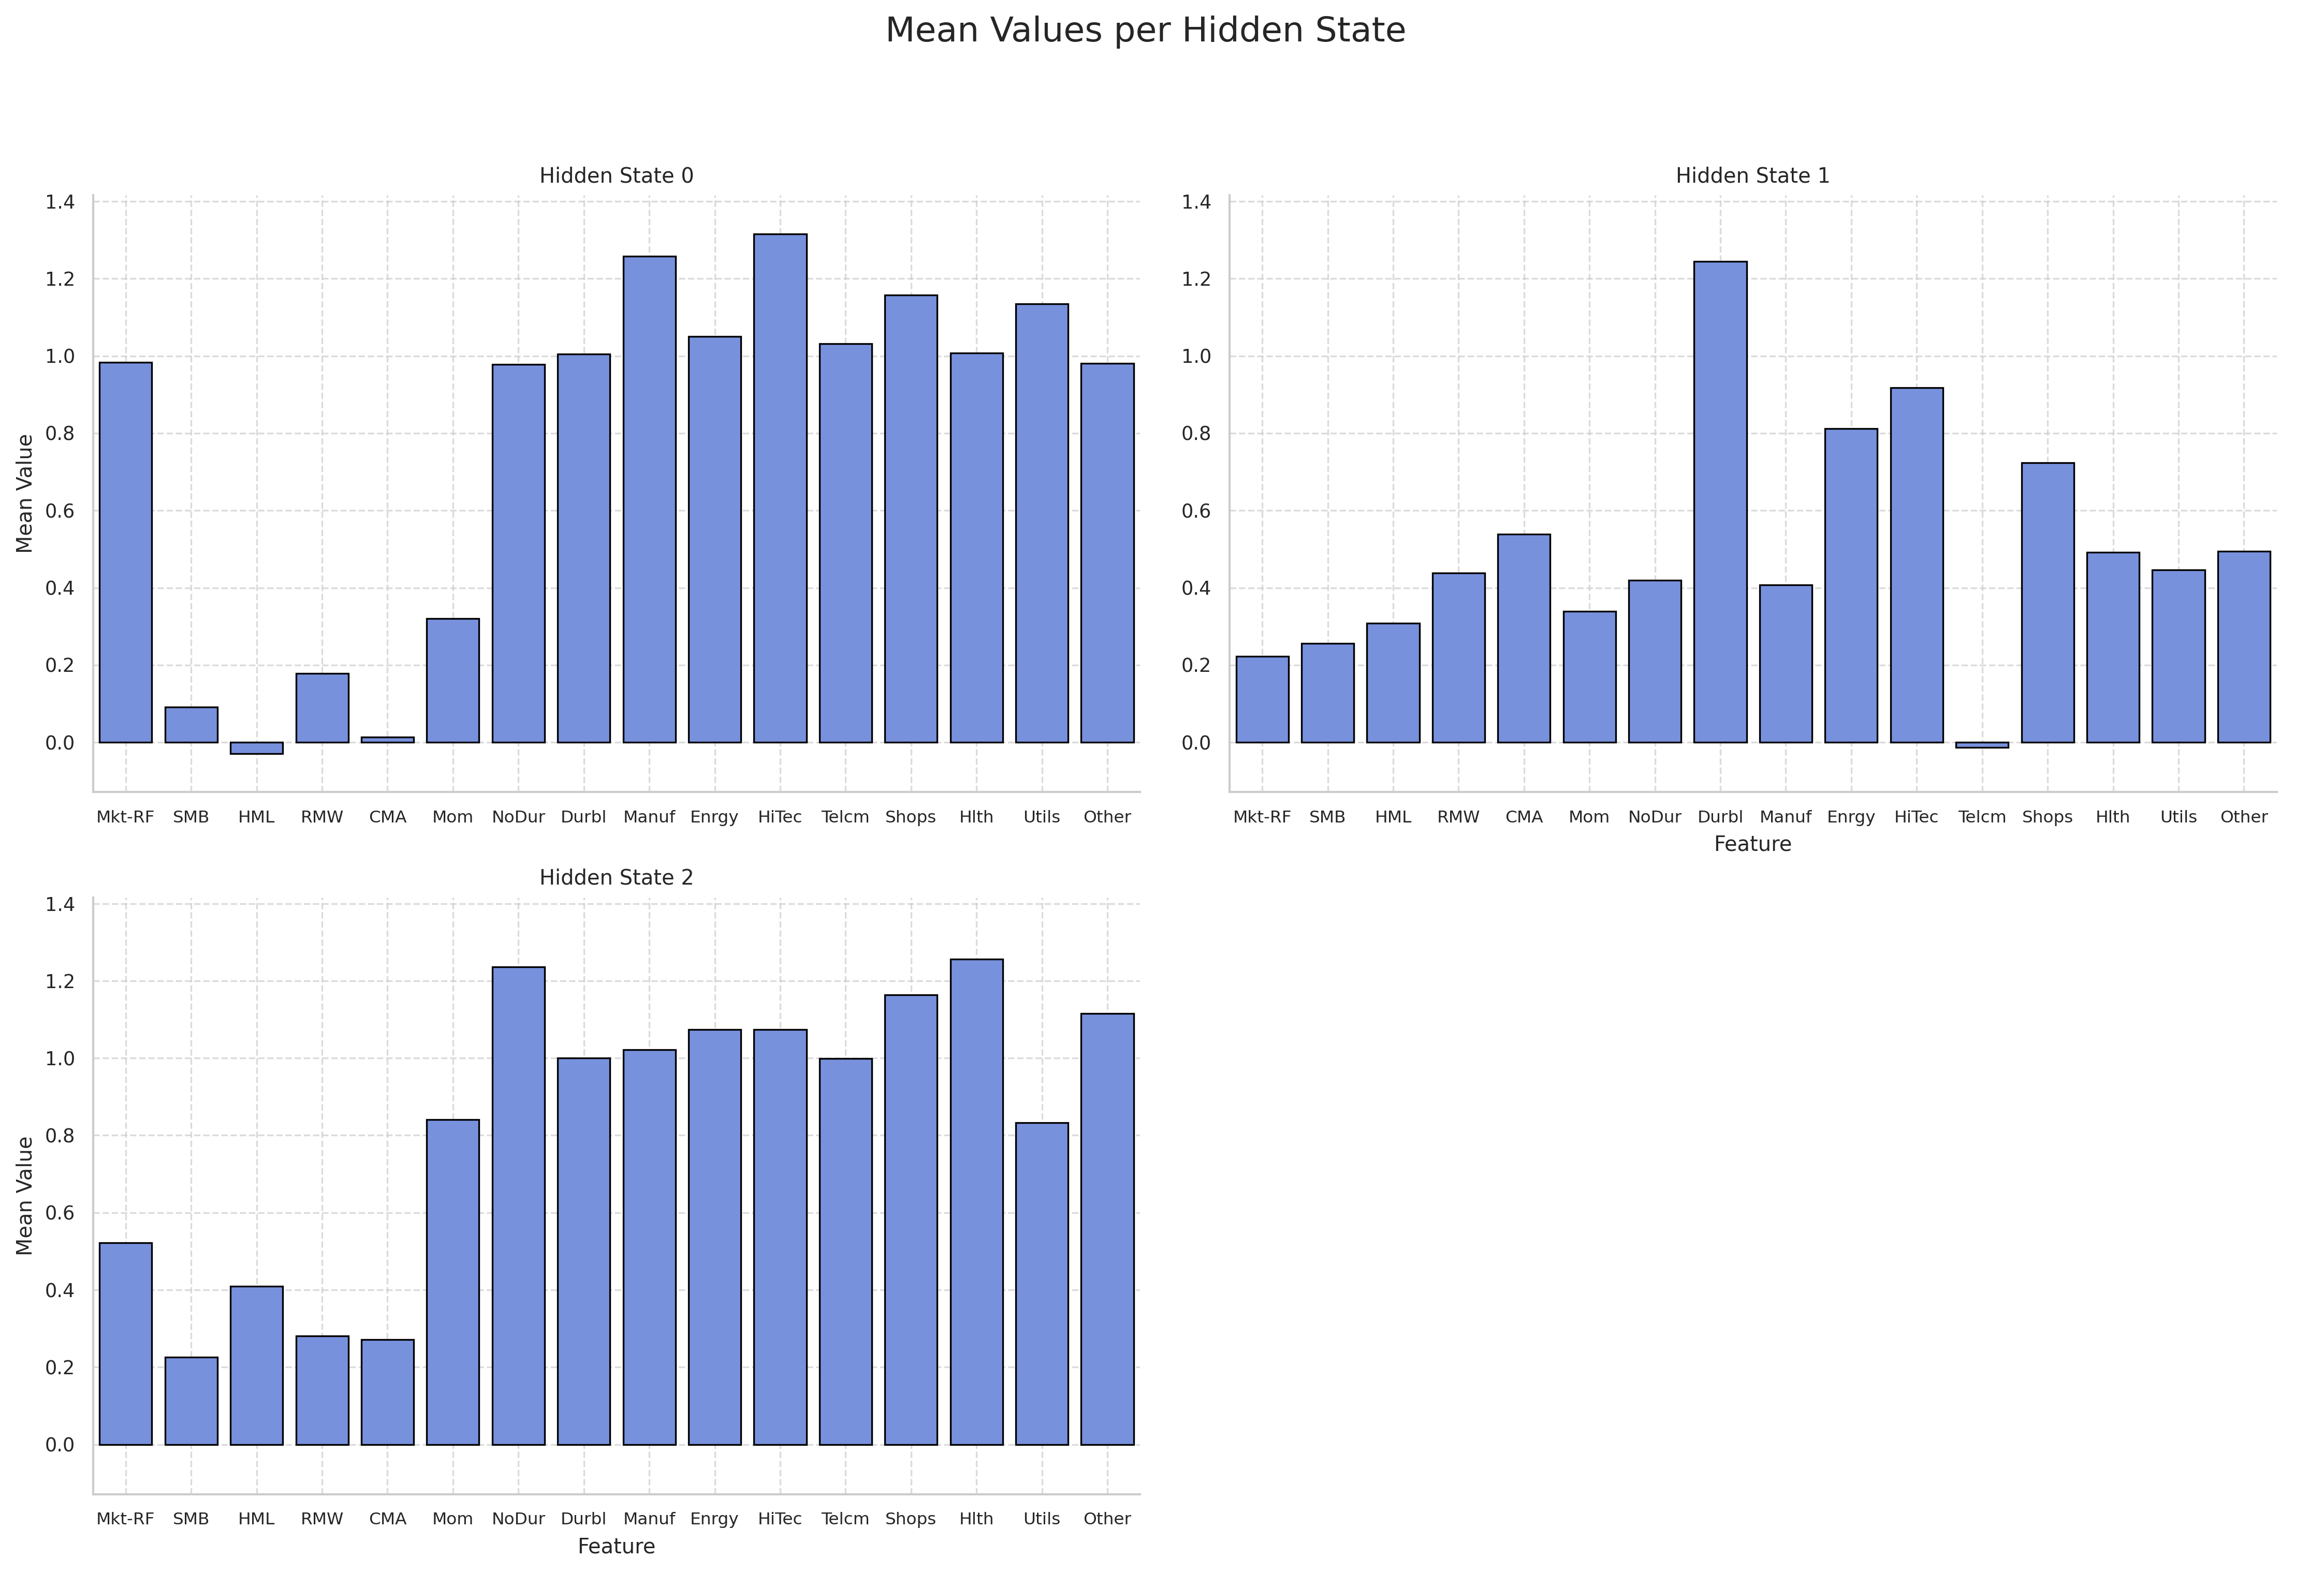 Mean Values per Hidden State
Hidden State 0
Mean Value
1.4
1.2
1.0
0.8
0.6
0.4
0.2
0.0
Mkt-RF SMB HML RMW CMA Mom NoDur Durbl Manuf Enrgy HiTec Telcm Shops Hlth Utils Other
Hidden State 1
1.4
1.2
1.0
0.8
0.6
0.4
0.2
0.0
Mkt-RF SMB HML RMW CMA Mom NoDur Durbl Manuf Enrgy HiTec Telcm Shops Hlth Utils Other
Feature
Hidden State 2
Mean Value
1.4
1.2
1.0
0.8
0.6
0.4
0.2
0.0
Mkt-RF SMB HML RMW CMA Mom NoDur Durbl Manuf Enrgy HiTec Telcm Shops Hlth Utils Other
Feature